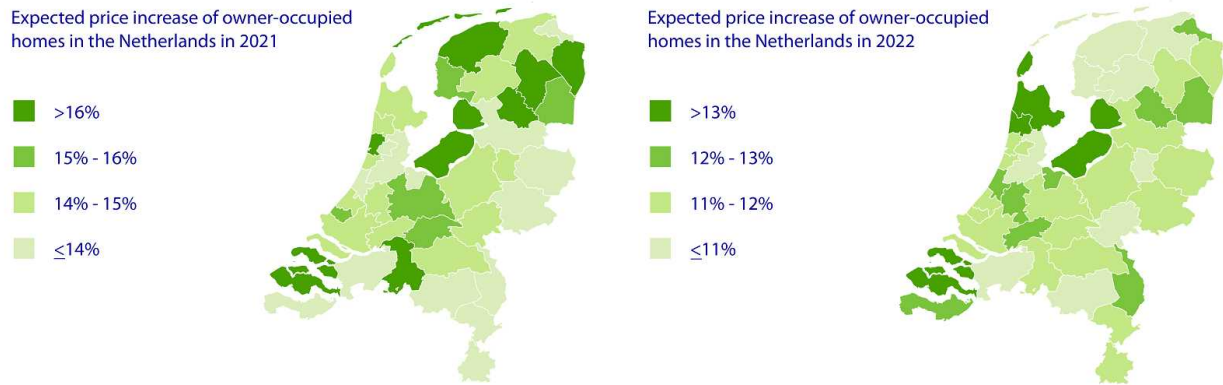 Expected price increase of owner-occupied
homes in the Netherlands in 2021
>16%
15% - 16%
14% - 15%
≤14%
Expected price increase of owner-occupied
homes in the Netherlands in 2022
>13%
12% - 13%
11% - 12%
≤11%